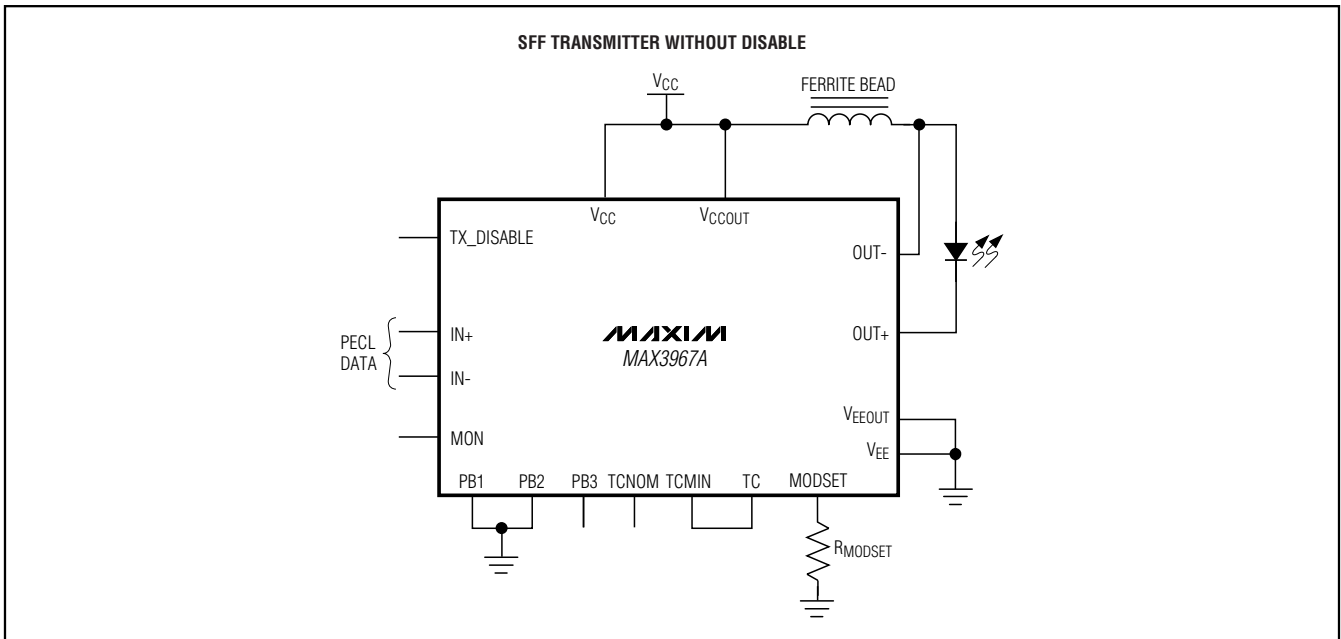 SFF TRANSMITTER WITHOUT DISABLE
VCC
FERRITE BEAD
VCC
VCCOUT
TX_DISABLE
OUT-
IN+
PECL
DATA
IN-
MAXIM
MAX3967A
OUT+
MON
VEEOUT
VEE
PB1 PB2 PB3 TCNOM TCMIN TC MODSET
RMODSET